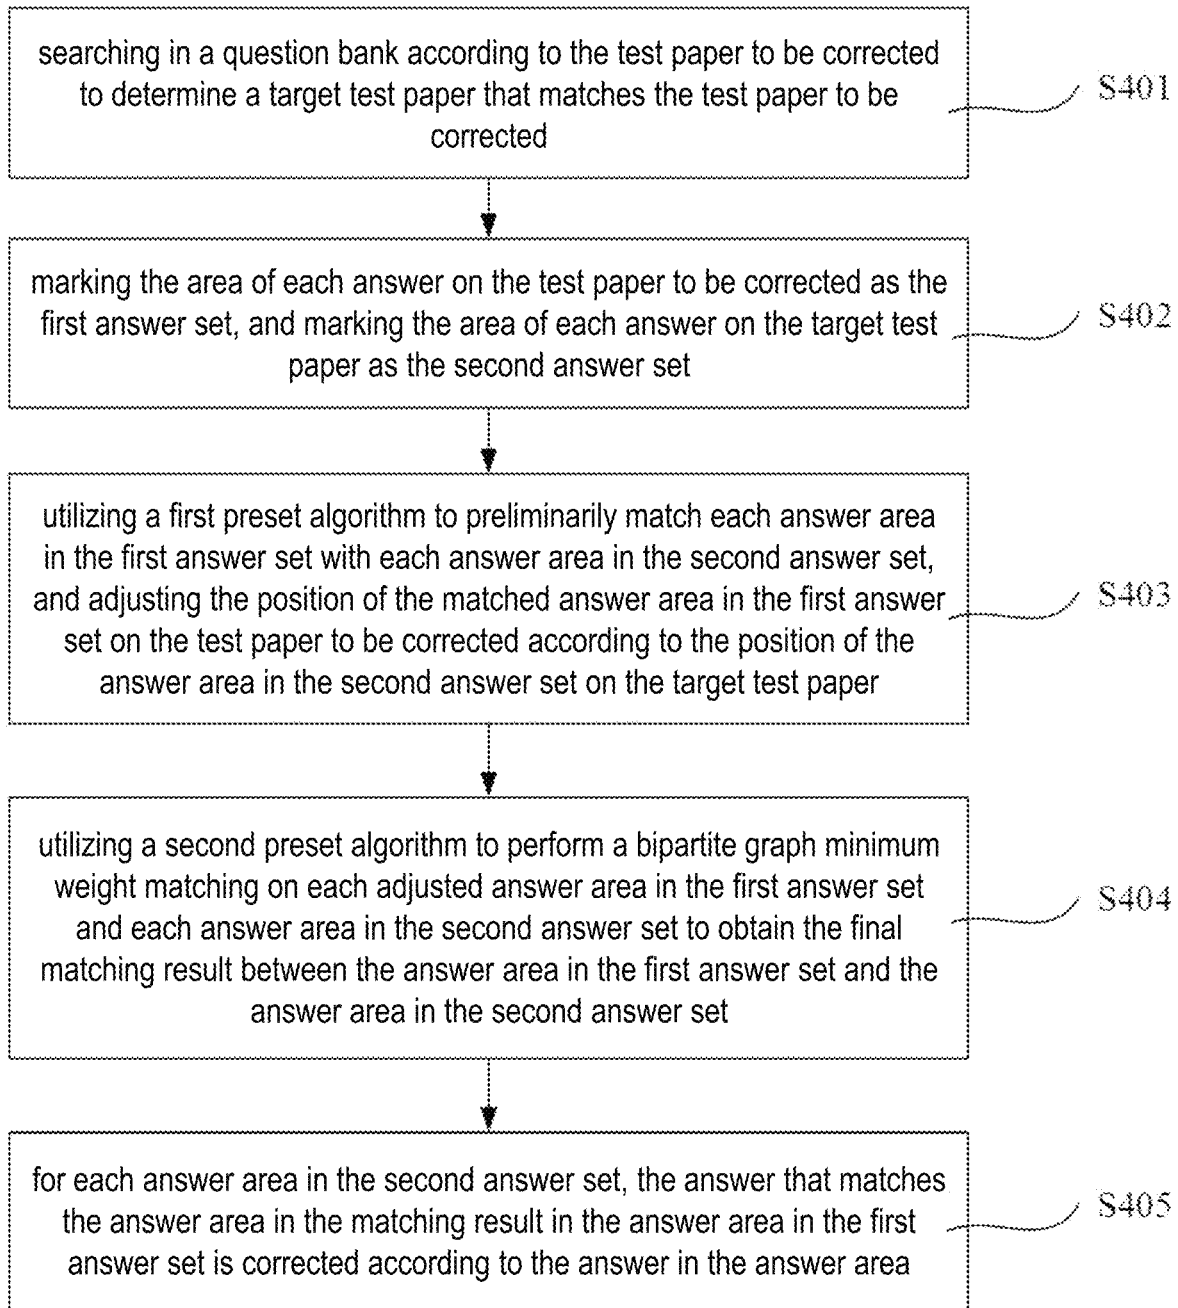 searching in a question bank according to the test paper to be corrected
to determine a target test paper that matches the test paper to be
corrected
S401
marking the area of each answer on the test paper to be corrected as the
first answer set, and marking the area of each answer on the target test
paper as the second answer set
S402
utilizing a first preset algorithm to preliminarily match each answer area
in the first answer set with each answer area in the second answer set,
and adjusting the position of the matched answer area in the first answer
set on the test paper to be corrected according to the position of the
answer area in the second answer set on the target test paper
S403
utilizing a second preset algorithm to perform a bipartite graph minimum
weight matching on each adjusted answer area in the first answer set
and each answer area in the second answer set to obtain the final
matching result between the answer area in the first answer set and the
answer area in the second answer set
S404
for each answer area in the second answer set, the answer that matches
the answer area in the matching result in the answer area in the first
answer set is corrected according to the answer in the answer area
S405